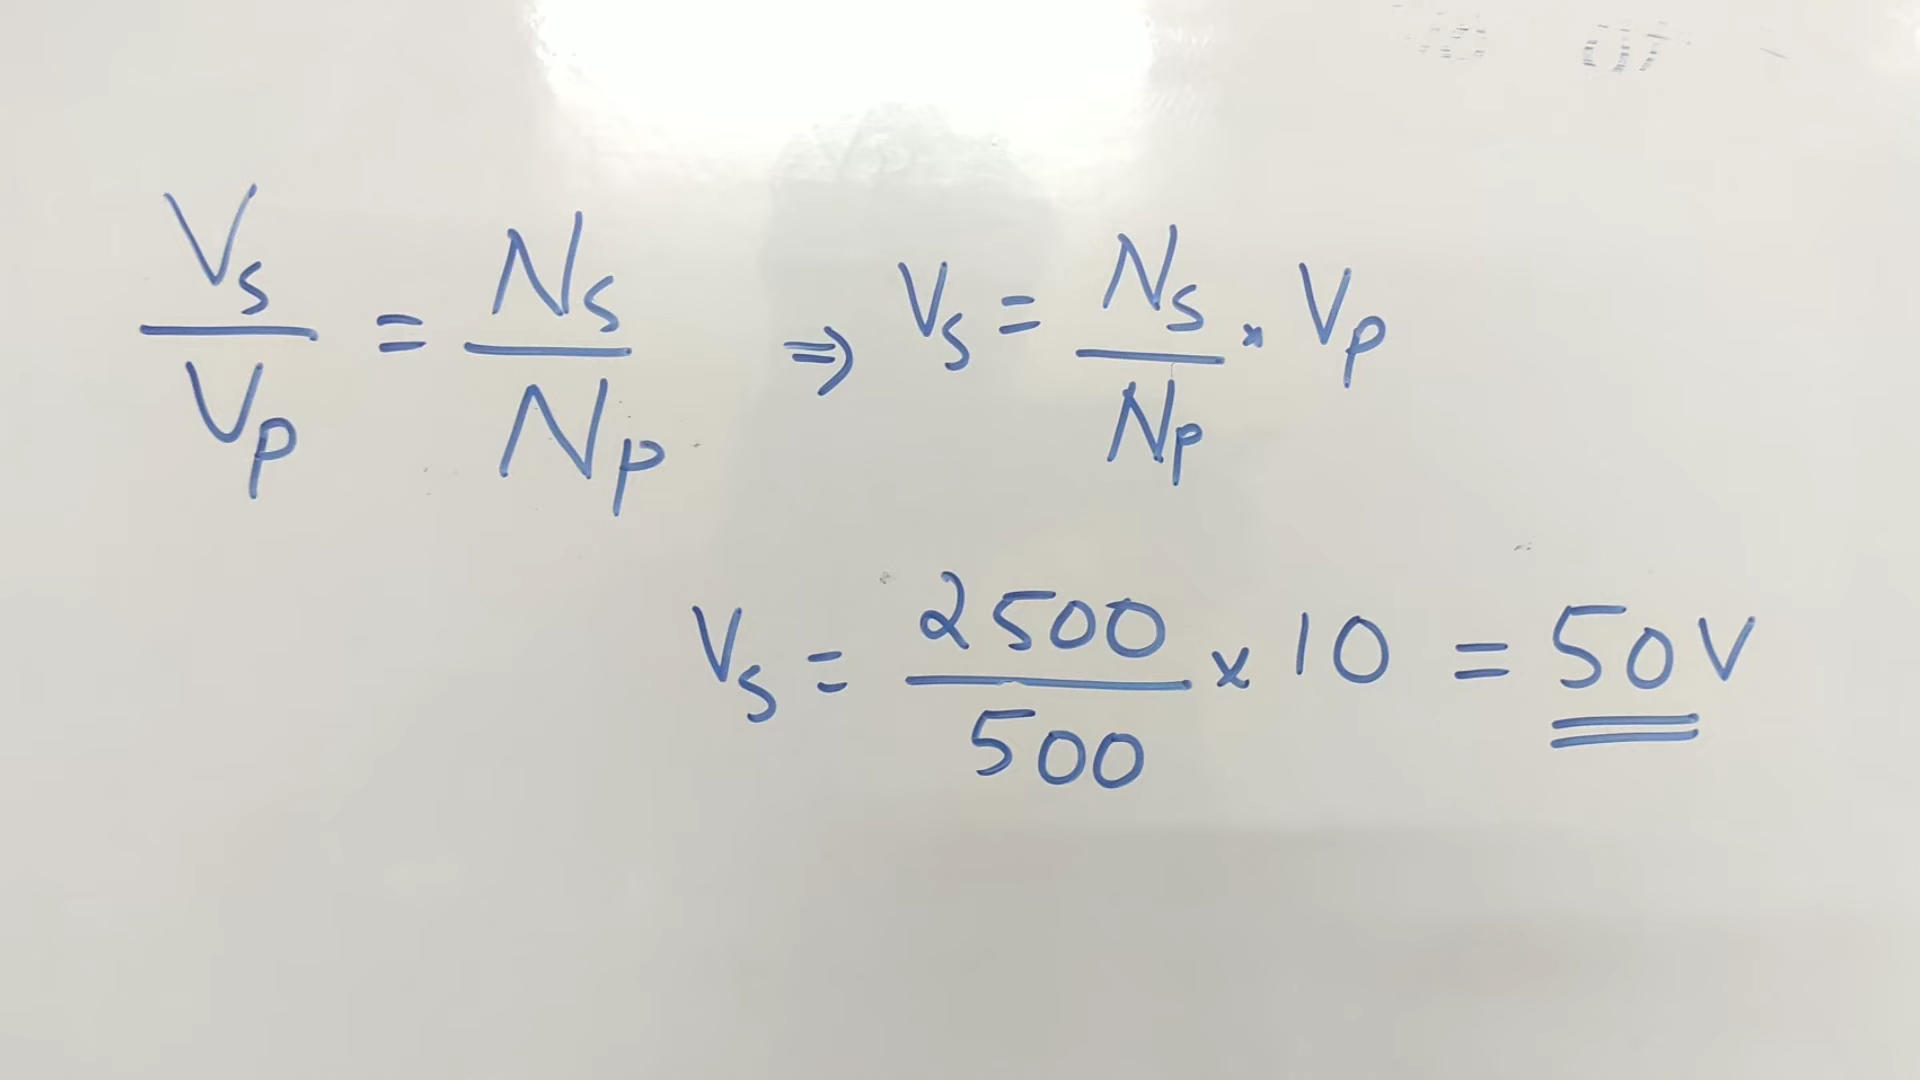 Vs/Vp = Ns/Np ⇒ Vs = Ns/Np × Vp
Vs = 2500/500 × 10 = 50V